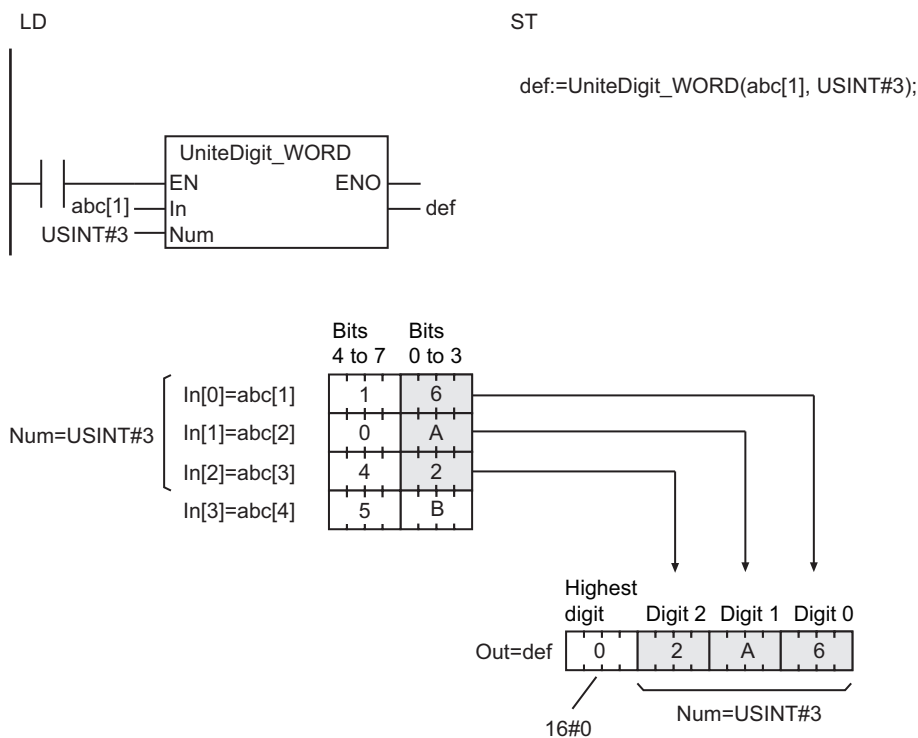 LD
ST
def:=UniteDigit_WORD(abc[1], USINT#3);
UniteDigit_WORD
EN ENO
abc[1] In def
USINT#3 Num
Bits 4 to 7
Bits 0 to 3
In[0]=abc[1] 1 6
Num=USINT#3
In[1]=abc[2] 0 A
In[2]=abc[3] 4 2
In[3]=abc[4] 5 B
Highest digit
Digit 2 Digit 1 Digit 0
Out=def 0 2 A 6
16#0
Num=USINT#3